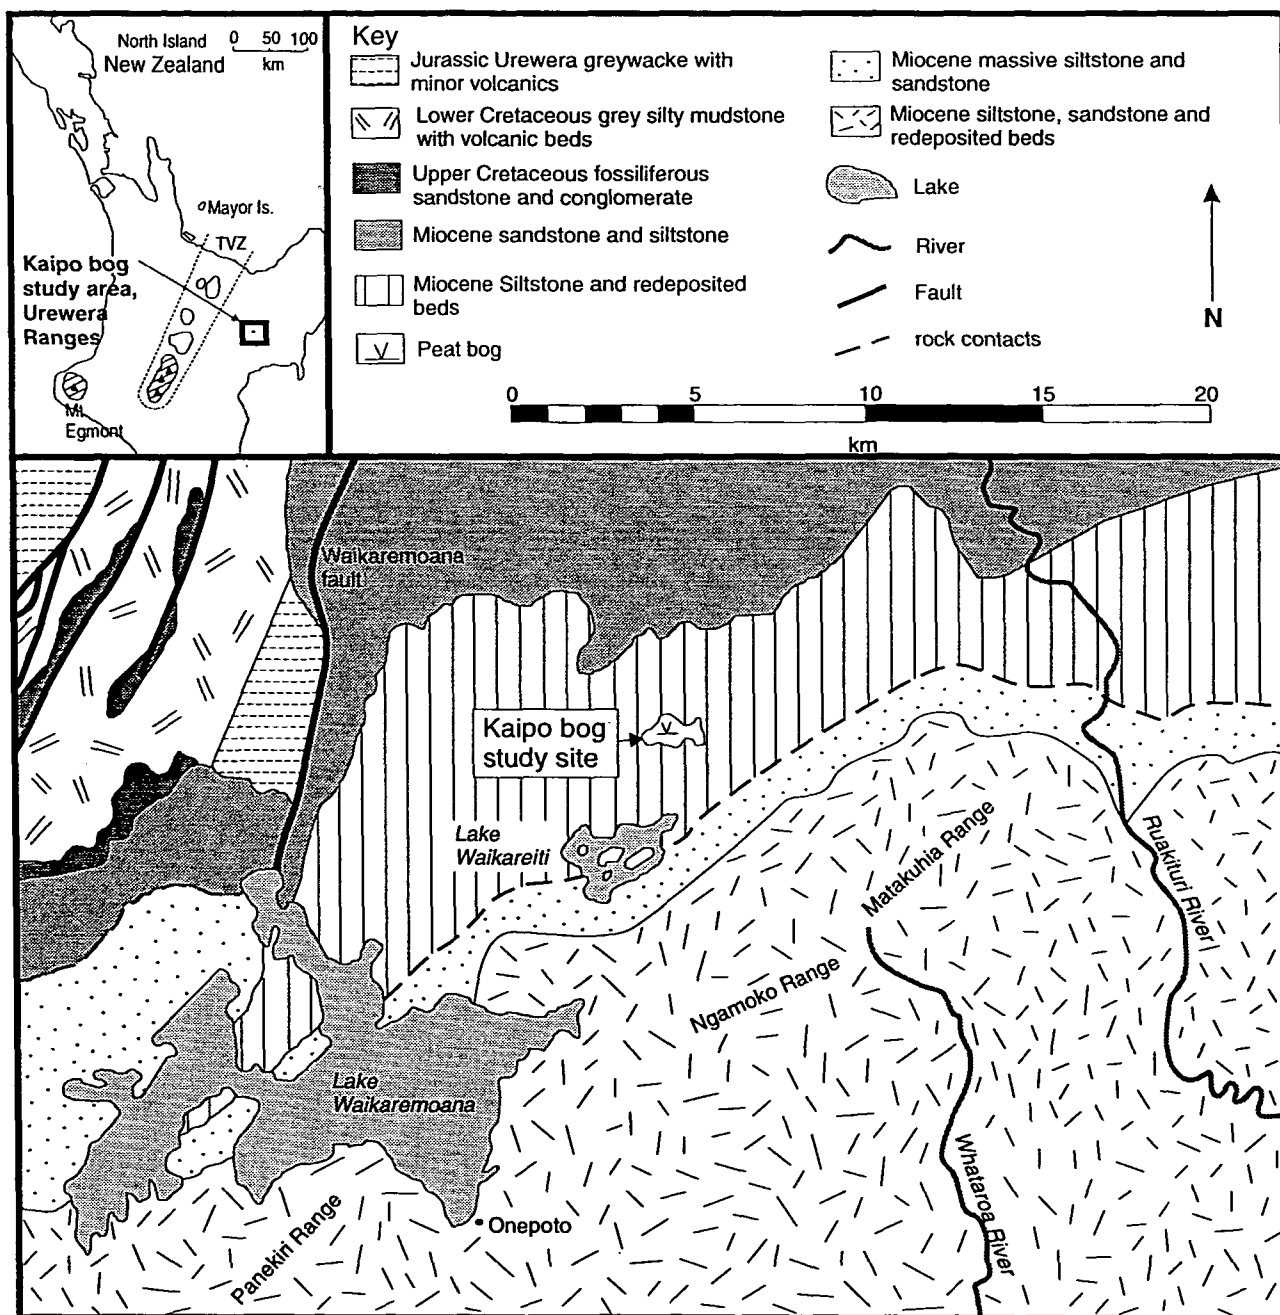 North Island
New Zealand
0 50 100
km
Mayor Is.
TVZ
Kaipo bog
study area,
Urewera
Ranges
Mt
Egmont
Key
Jurassic Urewera greywacke with
minor volcanics
Lower Cretaceous grey silty mudstone
with volcanic beds
Upper Cretaceous fossiliferous
sandstone and conglomerate
Miocene sandstone and siltstone
Miocene Siltstone and redeposited
beds
Peat bog
Miocene massive siltstone and
sandstone
Miocene siltstone, sandstone and
redeposited beds
Lake
River
Fault
rock contacts
N
0 5 10 15 20
km
Waikaremoana
fault
Kaipo bog
study site
Lake
Waikareiti
Matakuhia Range
Ruakituri River
Ngamoko Range
Lake
Waikaremoana
Whataroa River
Panekiri Range
Onepoto